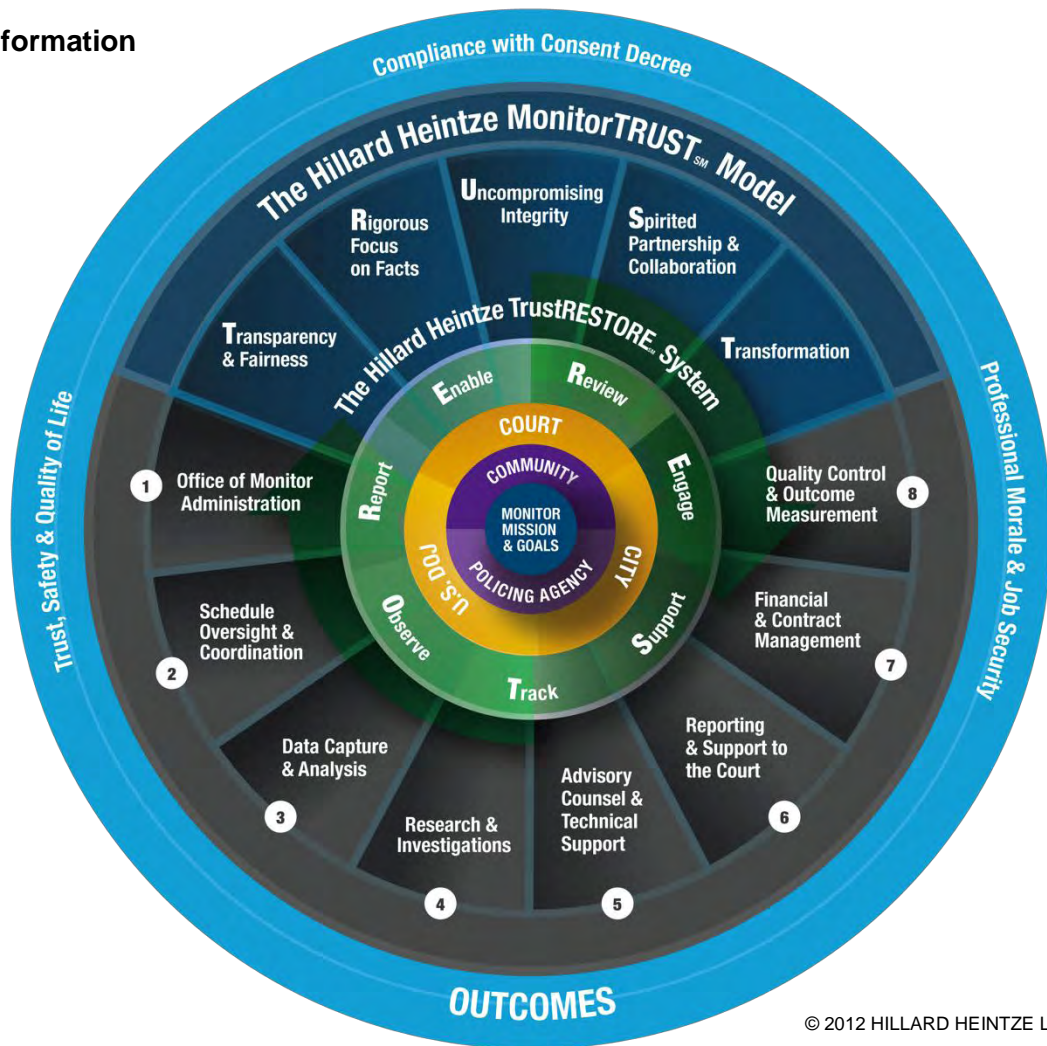 formation
Compliance with Consent Decree
The Hillard Heintze MonitorTRUST℠ Model
Transparency
& Fairness
Rigorous
Focus
on Facts
Uncompromising
Integrity
Spirited
Partnership &
Collaboration
Transformation
The Hillard Heintze TrustRESTORE℠ System
Review
Engage
Support
Track
Observe
Report
Enable
COURT
CITY
U.S. DOJ
COMMUNITY
POLICING AGENCY
MONITOR
MISSION
& GOALS
1
Office of Monitor
Administration
2
Schedule
Oversight &
Coordination
3
Data Capture
& Analysis
4
Research &
Investigations
5
Advisory
Counsel &
Technical
Support
6
Reporting
& Support to
the Court
7
Financial
& Contract
Management
8
Quality Control
& Outcome
Measurement
Trust, Safety & Quality of Life
Professional Morale & Job Security
OUTCOMES
© 2012 HILLARD HEINTZE L